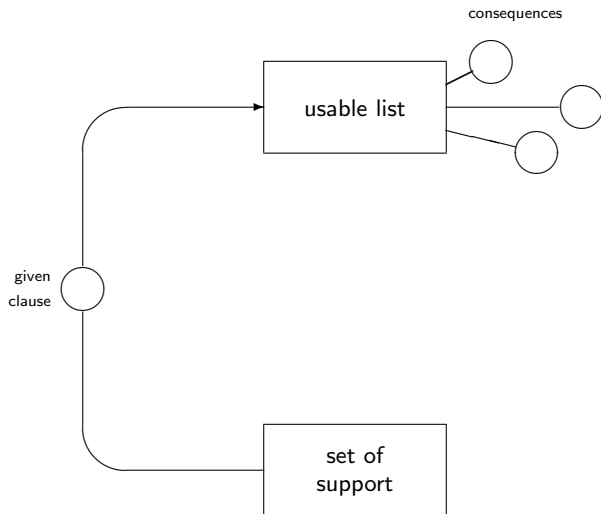 consequences
usable list
given
clause
set of
support